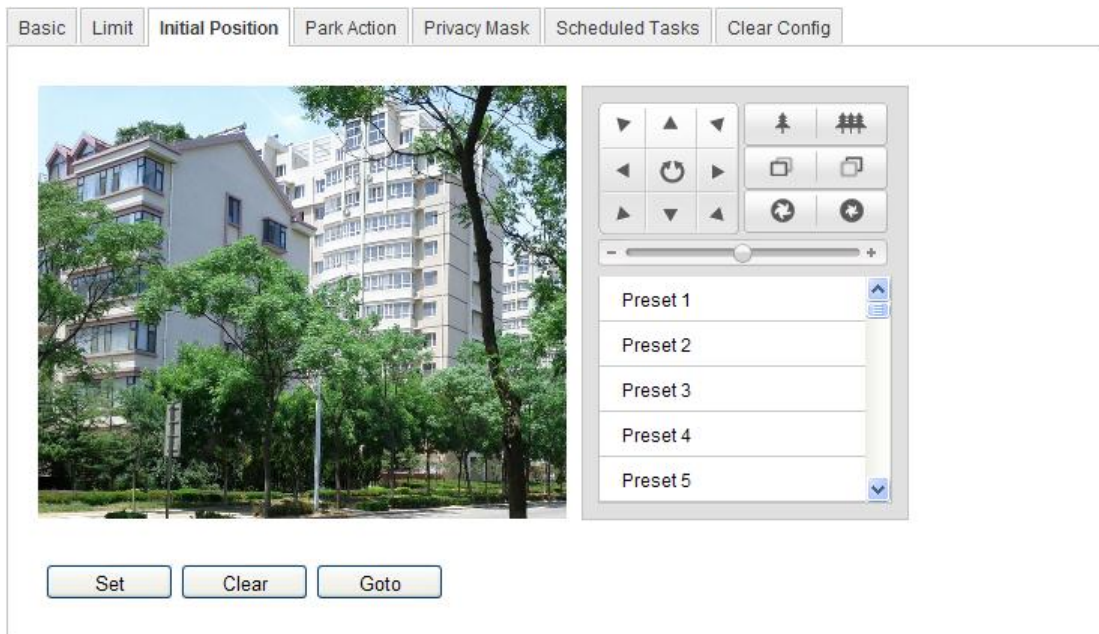 Basic Limit Initial Position Park Action Privacy Mask Scheduled Tasks Clear Config
Preset 1
Preset 2
Preset 3
Preset 4
Preset 5
Set Clear Goto